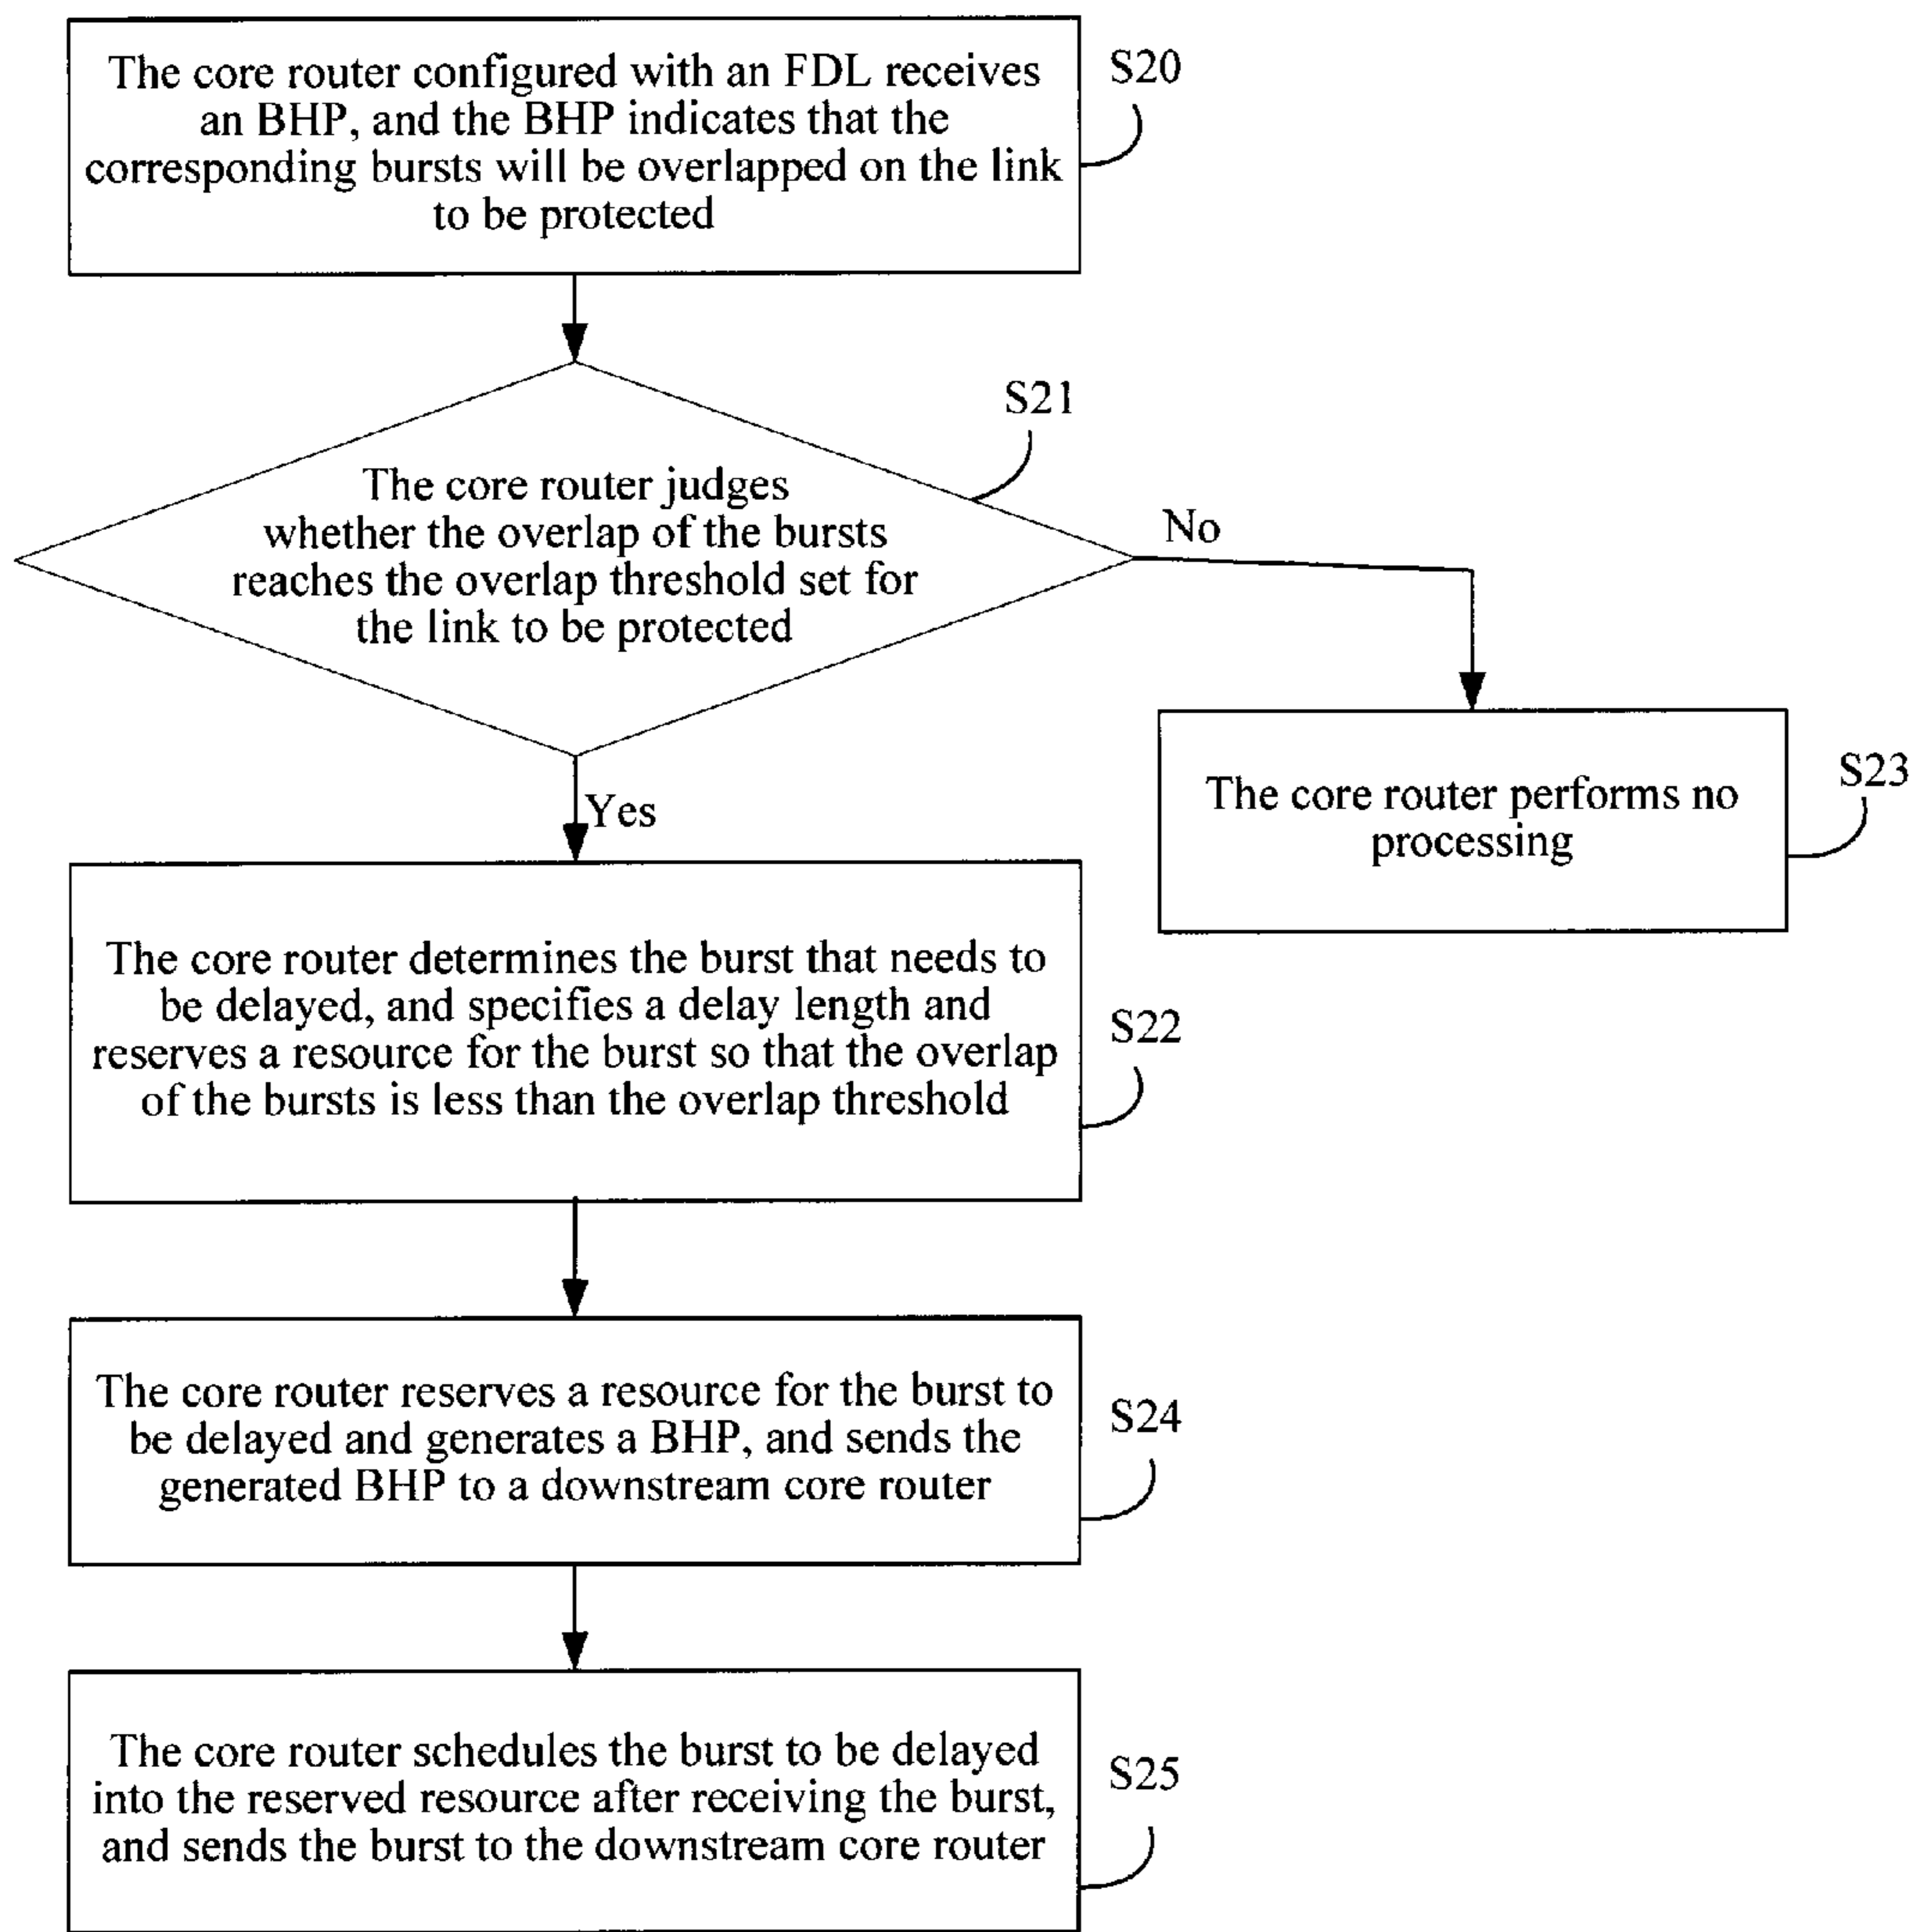 The core router configured with an FDL receives
an BHP, and the BHP indicates that the
corresponding bursts will be overlapped on the link
to be protected
S20
The core router judges
whether the overlap of the bursts
reaches the overlap threshold set for
the link to be protected
S21
No
Yes
The core router performs no
processing
S23
The core router determines the burst that needs to
be delayed, and specifies a delay length and
reserves a resource for the burst so that the overlap
of the bursts is less than the overlap threshold
S22
The core router reserves a resource for the burst to
be delayed and generates a BHP, and sends the
generated BHP to a downstream core router
S24
The core router schedules the burst to be delayed
into the reserved resource after receiving the burst,
and sends the burst to the downstream core router
S25